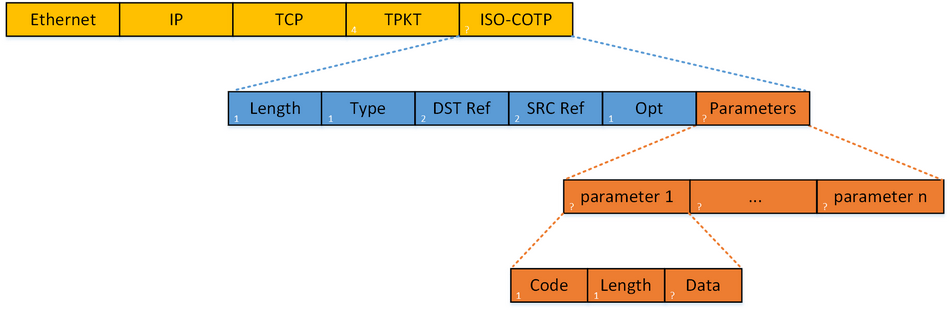 Ethernet IP TCP 4 TPKT ? ISO-COTP
1 Length 1 Type 2 DST Ref 2 SRC Ref 1 Opt ? Parameters
? parameter 1 ? ... ? parameter n
1 Code 1 Length ? Data